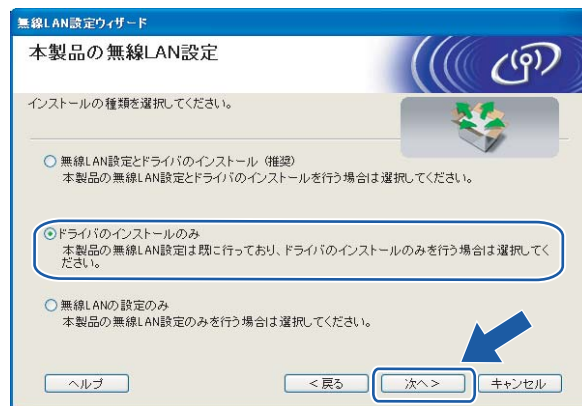 無線LAN設定ウィザード
本製品の無線LAN設定
インストールの種類を選択してください。
無線LAN設定とドライバのインストール（推奨）
本製品の無線LAN設定とドライバのインストールを行う場合は選択してください。
ドライバのインストールのみ
本製品の無線LAN設定は既に行っており、ドライバのインストールのみを行う場合は選択してく
ださい。
無線LANの設定のみ
本製品の無線LAN設定のみを行う場合は選択してください。
ヘルプ
<戻る
次へ>
キャンセル